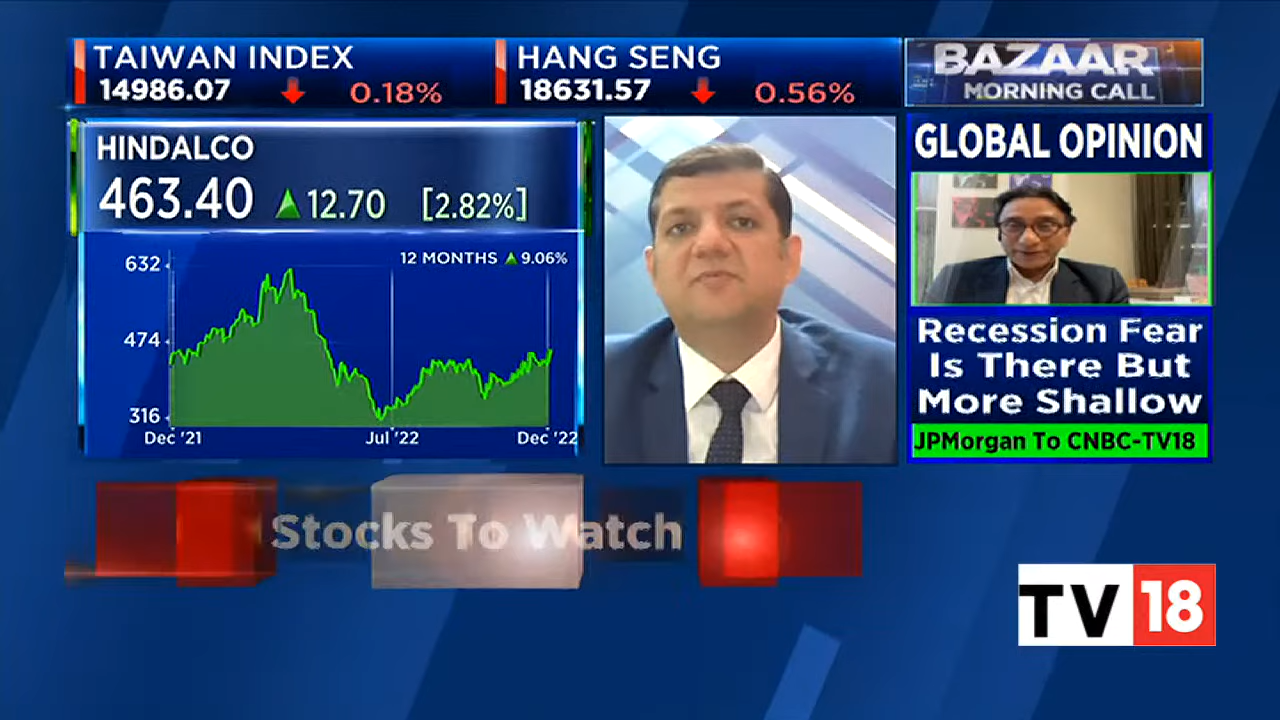 TAIWAN INDEX
14986.07 0.18%
HANG SENG
18631.57 0.56%
BAZAAR
MORNING CALL
HINDALCO
463.40 12.70 [2.82%]
12 MONTHS 9.06%
632
474
316
Dec '21 Jul '22 Dec '22
GLOBAL OPINION
Recession Fear
Is There But
More Shallow
JPMorgan To CNBC-TV18
Stocks To Watch
TV18